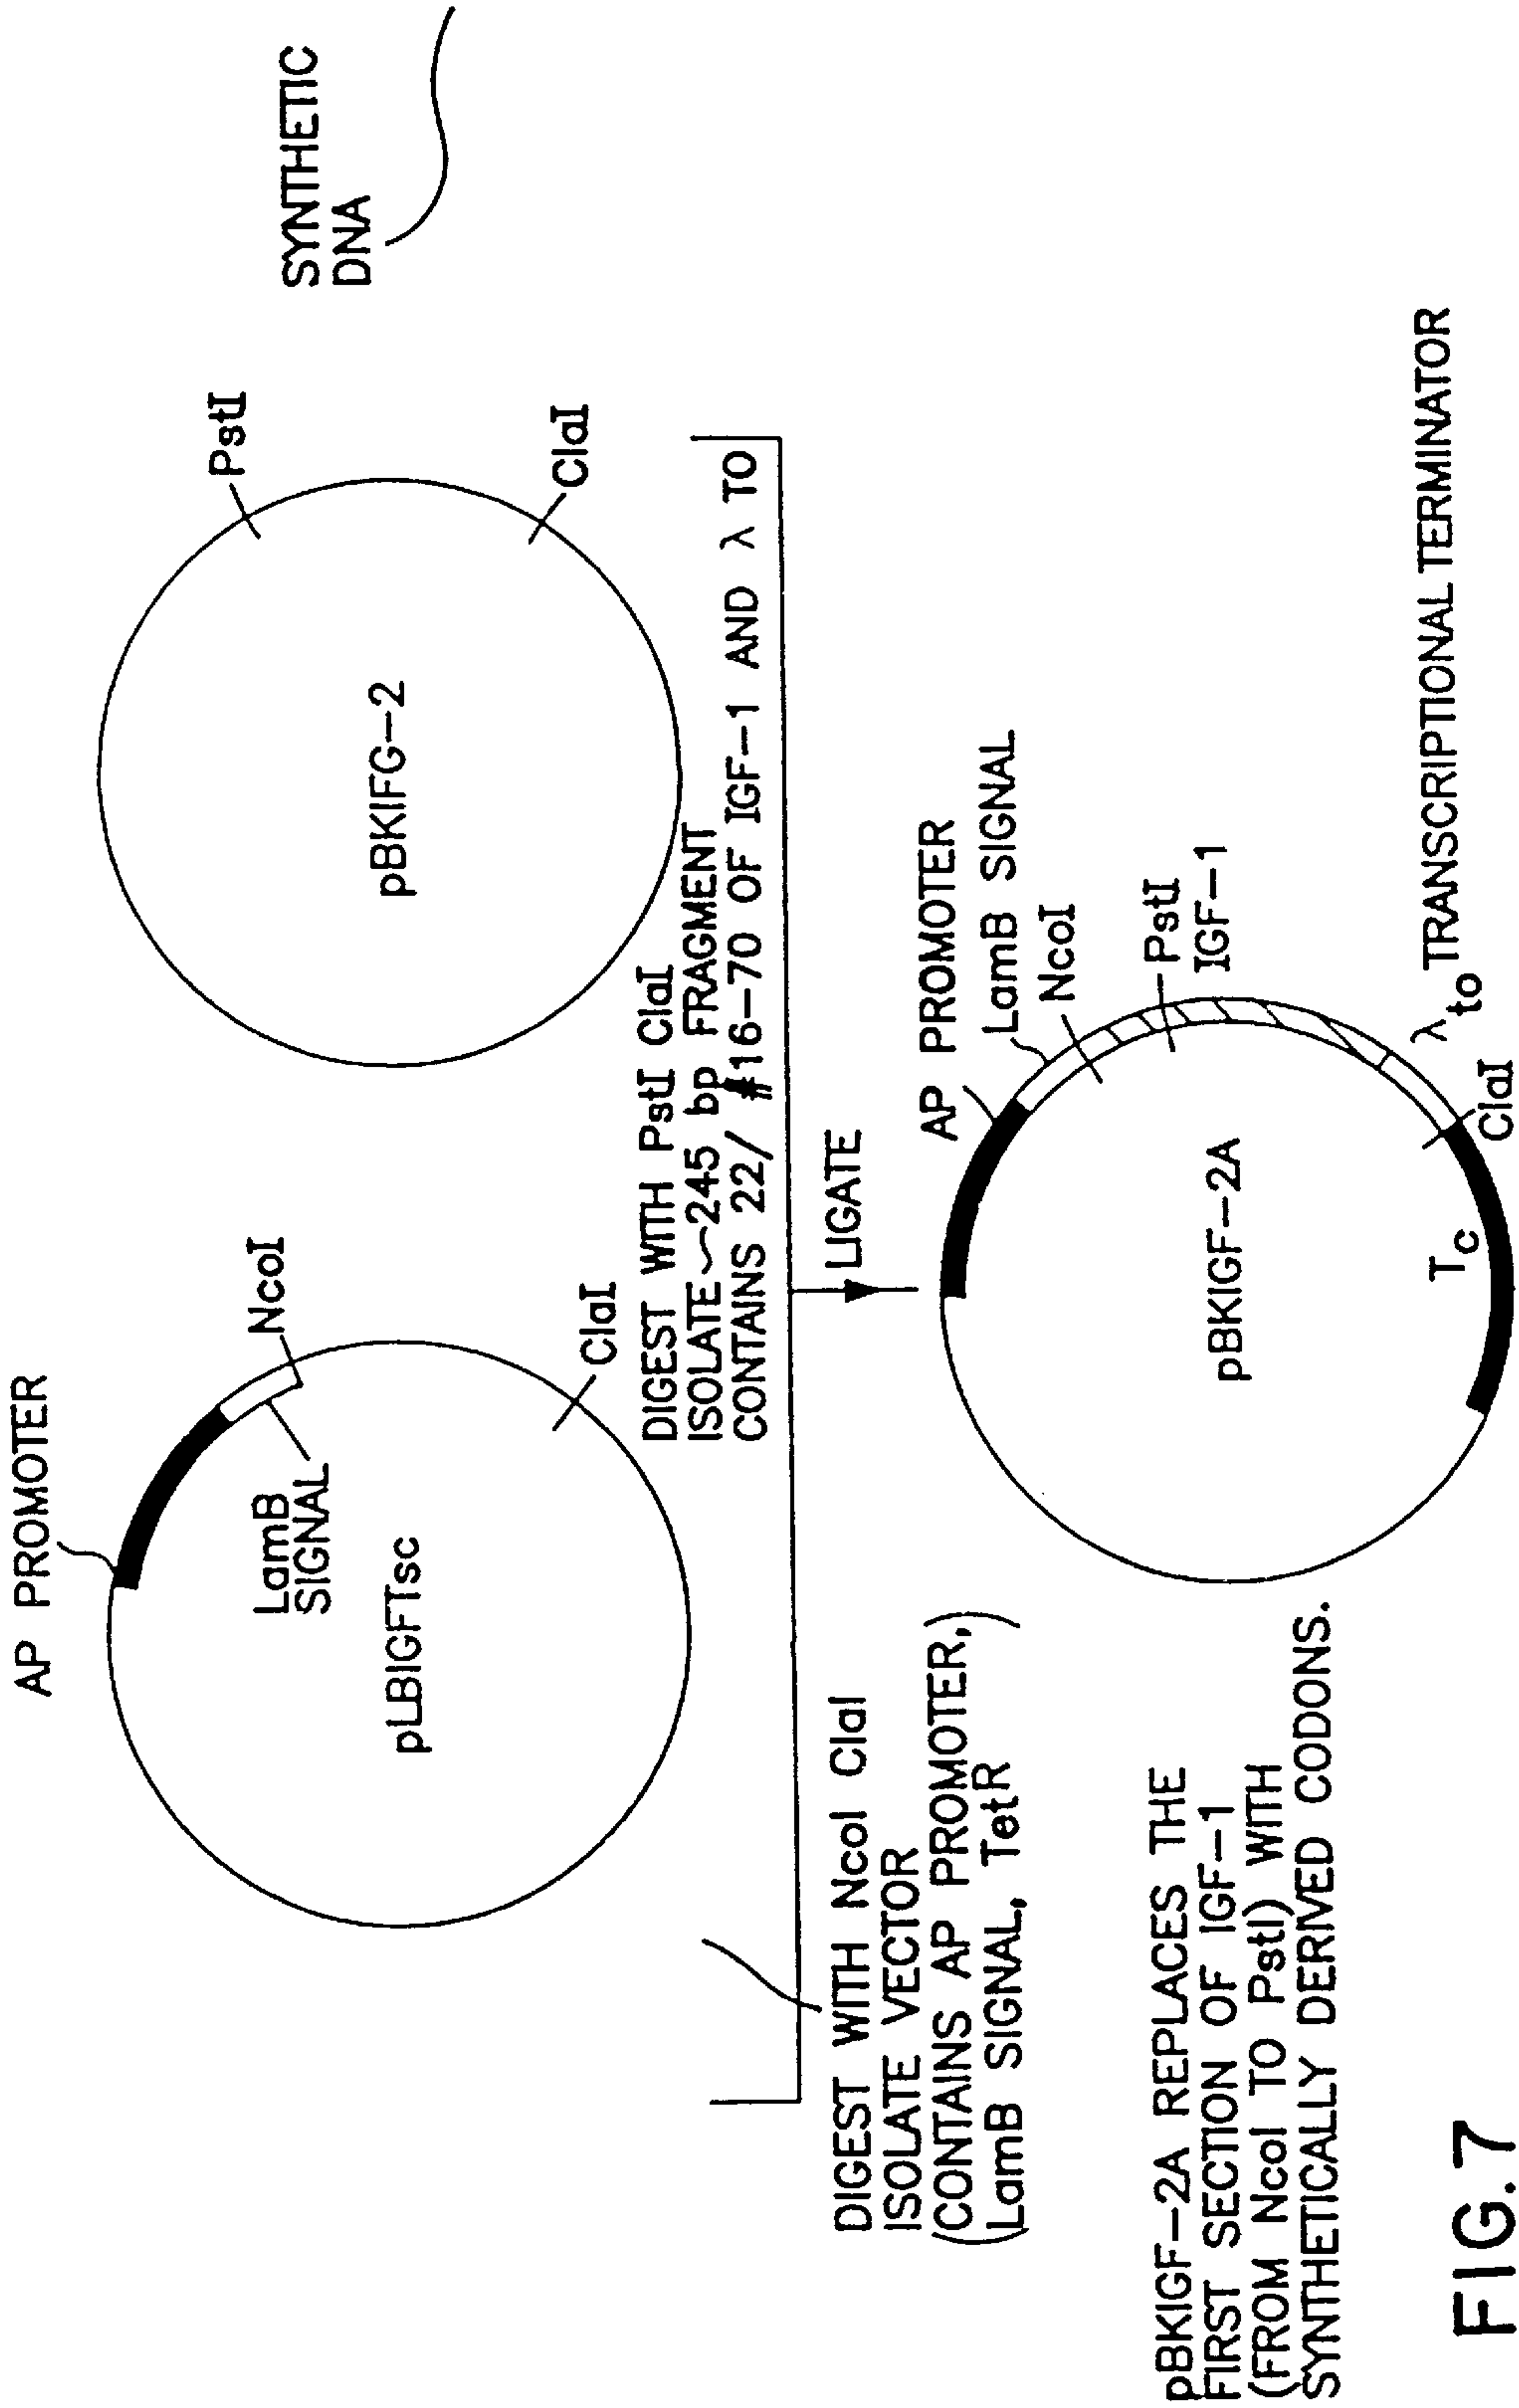 AP PROMOTER
LamB
SIGNAL
NcoI
pLBIGFTsc
ClaI
PstI
pBKIFG-2
ClaI
SYNTHETIC
DNA
DIGEST WITH PstI ClaI
ISOLATE ~245 bp FRAGMENT
CONTAINS 22/ #16-70 OF IGF-1 AND λ TO
DIGEST WITH NcoI ClaI
ISOLATE VECTOR
(CONTAINS AP PROMOTER,)
(LamB SIGNAL, TetR
LIGATE
AP PROMOTER
LamB SIGNAL
NcoI
PstI
IGF-1
pBKIGF-2A
λto TRANSCRIPTIONAL TERMINATOR
ClaI
Tc
pBKIGF-2A REPLACES THE
FIRST SECTION OF IGF-1
(FROM NcoI TO PstI) WITH
SYNTHETICALLY DERIVED CODONS.
FIG.7